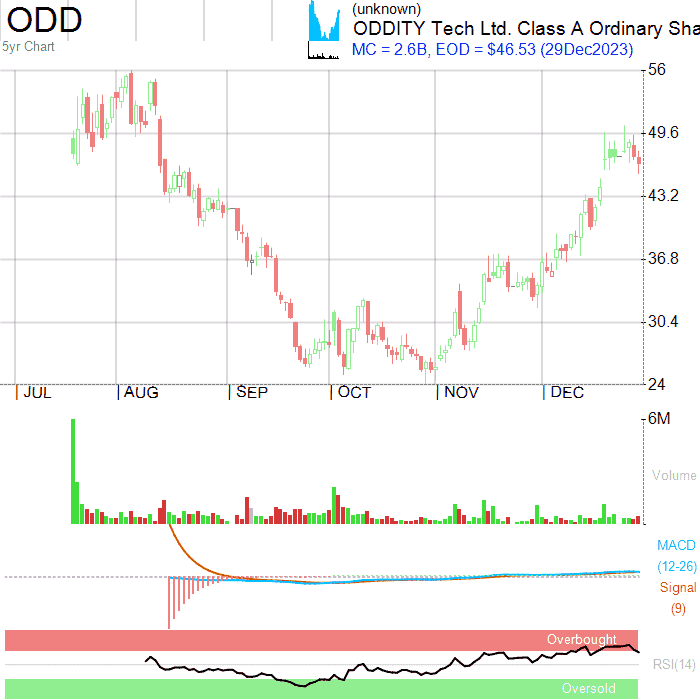 ODD
5yr Chart
(unknown)
ODDITY Tech Ltd. Class A Ordinary Sha
MC = 2.6B, EOD = $46.53 (29Dec2023)
56
49.6
43.2
36.8
30.4
24
JUL AUG SEP OCT NOV DEC
6M
Volume
MACD
(12-26)
Signal
(9)
Overbought
RSI(14)
Oversold